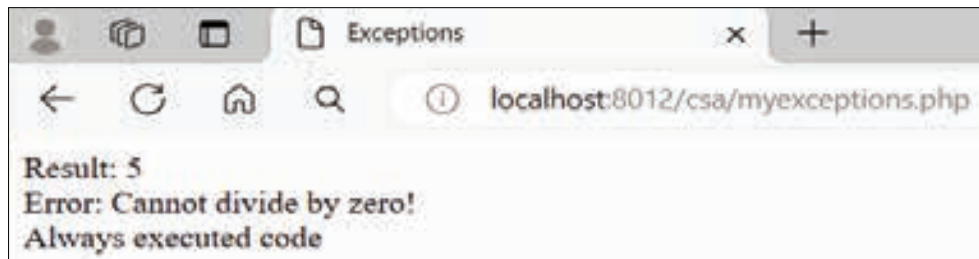 Exceptions
localhost:8012/csa/myexceptions.php
Result: 5
Error: Cannot divide by zero!
Always executed code